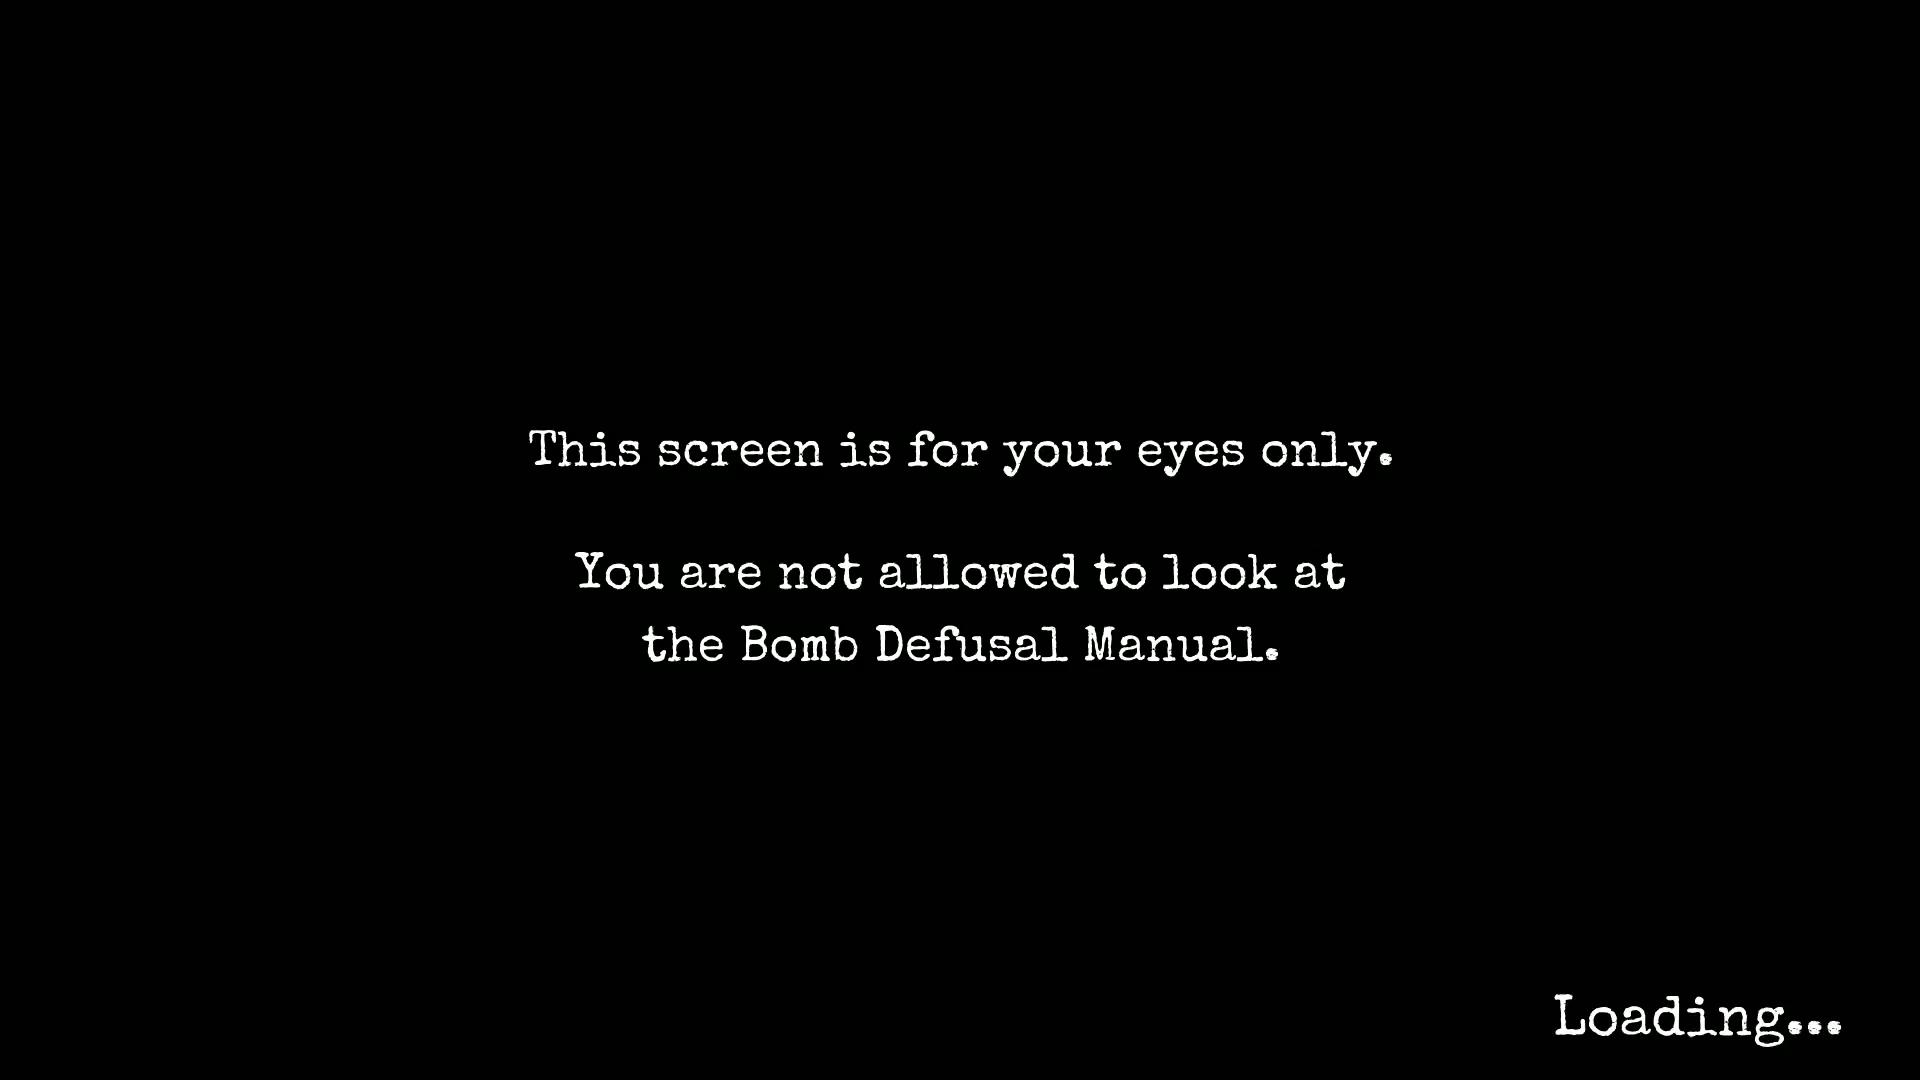 This screen is for your eyes only.
You are not allowed to look at
the Bomb Defusal Manual.
Loading...